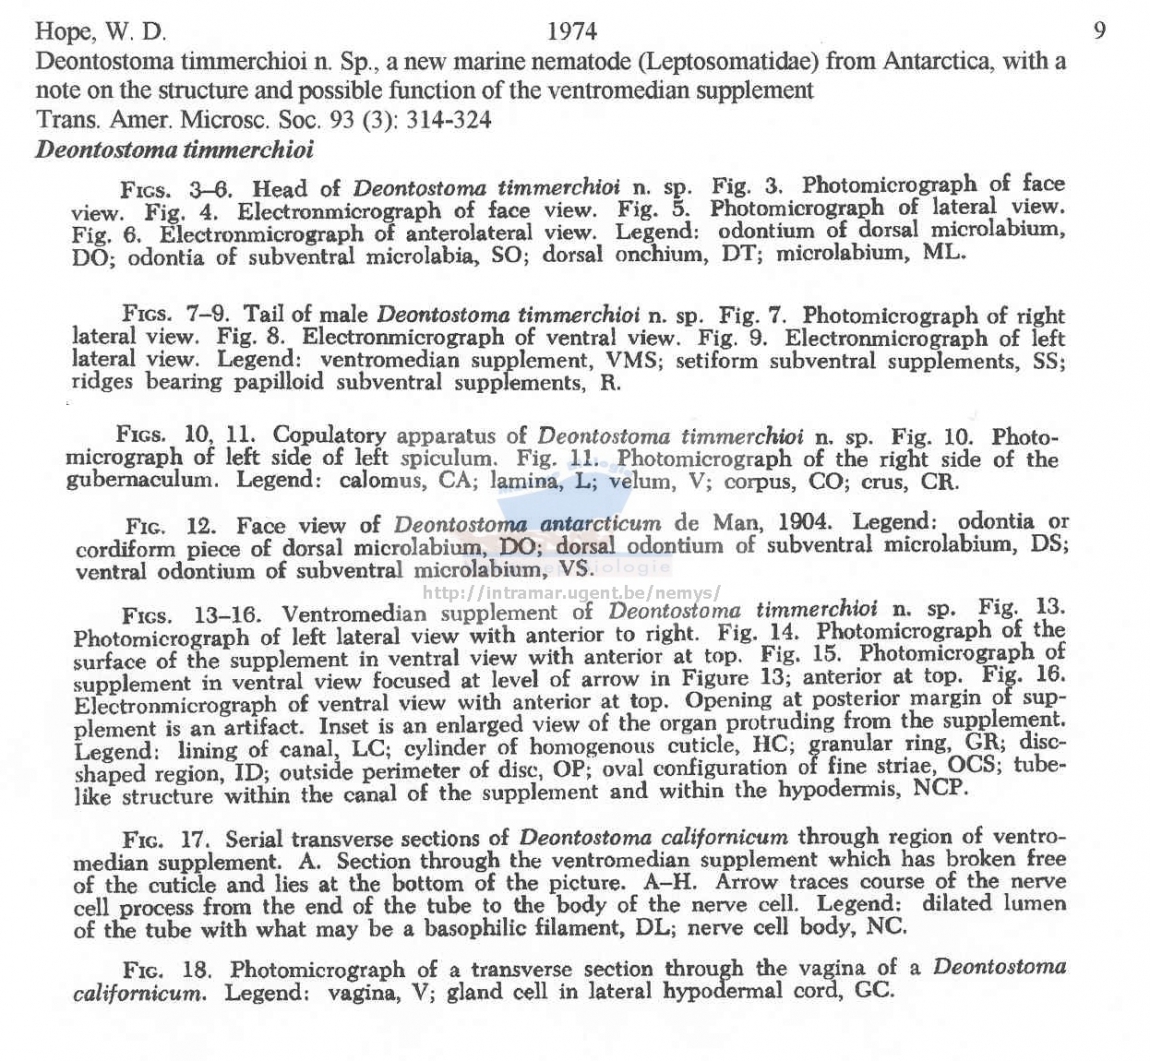 Hope, W. D. 1974 9
Deontostoma timmerchioi n. Sp., a new marine nematode (Leptosomatidae) from Antarctica, with a
note on the structure and possible function of the ventromedian supplement
Trans. Amer. Microsc. Soc. 93 (3): 314-324
Deontostoma timmerchioi
FIGS. 3–6. Head of Deontostoma timmerchioi n. sp. Fig. 3. Photomicrograph of face
view. Fig. 4. Electronmicrograph of face view. Fig. 5. Photomicrograph of lateral view.
Fig. 6. Electronmicrograph of anterolateral view. Legend: odontium of dorsal microlabium,
DO; odontia of subventral microlabia, SO; dorsal onchium, DT; microlabium, ML.
FIGS. 7–9. Tail of male Deontostoma timmerchioi n. sp. Fig. 7. Photomicrograph of right
lateral view. Fig. 8. Electronmicrograph of ventral view. Fig. 9. Electronmicrograph of left
lateral view. Legend: ventromedian supplement, VMS; setiform subventral supplements, SS;
ridges bearing papilloid subventral supplements, R.
FIGS. 10, 11. Copulatory apparatus of Deontostoma timmerchioi n. sp. Fig. 10. Photo-
micrograph of left side of left spiculum. Fig. 11. Photomicrograph of the right side of the
gubernaculum. Legend: calomus, CA; lamina, L; velum, V; corpus, CO; crus, CR.
FIG. 12. Face view of Deontostoma antarcticum de Man, 1904. Legend: odontia or
cordiform piece of dorsal microlabium, DO; dorsal odontium of subventral microlabium, DS;
ventral odontium of subventral microlabium, VS.
http://intramar.ugent.be/nemys/
FIGS. 13–16. Ventromedian supplement of Deontostoma timmerchioi n. sp. Fig. 13.
Photomicrograph of left lateral view with anterior to right. Fig. 14. Photomicrograph of the
surface of the supplement in ventral view with anterior at top. Fig. 15. Photomicrograph of
supplement in ventral view focused at level of arrow in Figure 13; anterior at top. Fig. 16.
Electronmicrograph of ventral view with anterior at top. Opening at posterior margin of sup-
plement is an artifact. Inset is an enlarged view of the organ protruding from the supplement.
Legend: lining of canal, LC; cylinder of homogenous cuticle, HC; granular ring, GR; disc-
shaped region, ID; outside perimeter of disc, OP; oval configuration of fine striae, OCS; tube-
like structure within the canal of the supplement and within the hypodermis, NCP.
FIG. 17. Serial transverse sections of Deontostoma californicum through region of ventro-
median supplement. A. Section through the ventromedian supplement which has broken free
of the cuticle and lies at the bottom of the picture. A–H. Arrow traces course of the nerve
cell process from the end of the tube to the body of the nerve cell. Legend: dilated lumen
of the tube with what may be a basophilic filament, DL; nerve cell body, NC.
FIG. 18. Photomicrograph of a transverse section through the vagina of a Deontostoma
californicum. Legend: vagina, V; gland cell in lateral hypodermal cord, GC.